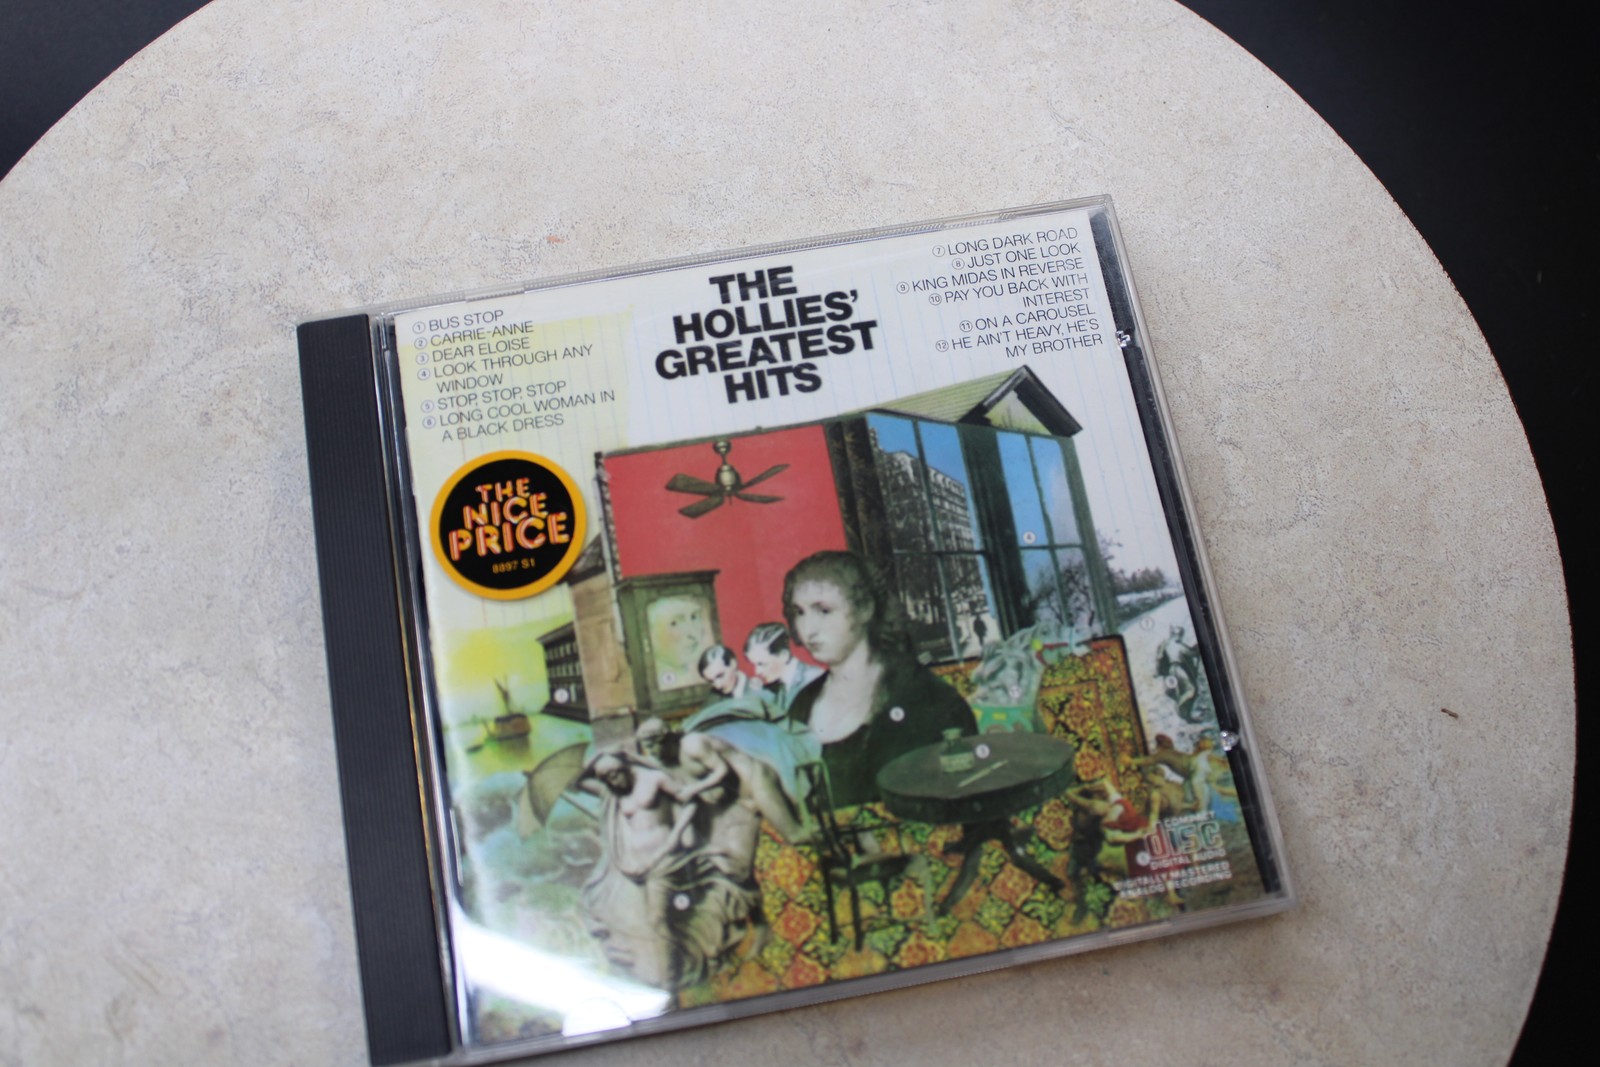 THE
HOLLIES'
GREATEST
HITS
① BUS STOP
② CARRIE-ANNE
③ DEAR ELOISE
④ LOOK THROUGH ANY
WINDOW
⑤ STOP, STOP, STOP
⑥ LONG COOL WOMAN IN
A BLACK DRESS
⑦ LONG DARK ROAD
⑧ JUST ONE LOOK
⑨ KING MIDAS IN REVERSE
⑩ PAY YOU BACK WITH
INTEREST
⑪ ON A CAROUSEL
⑫ HE AIN'T HEAVY, HE'S
MY BROTHER
THE
NICE
PRICE
8897 S1
COMPACT
disc
DIGITAL AUDIO
DIGITALLY MASTERED
ANALOG RECORDING